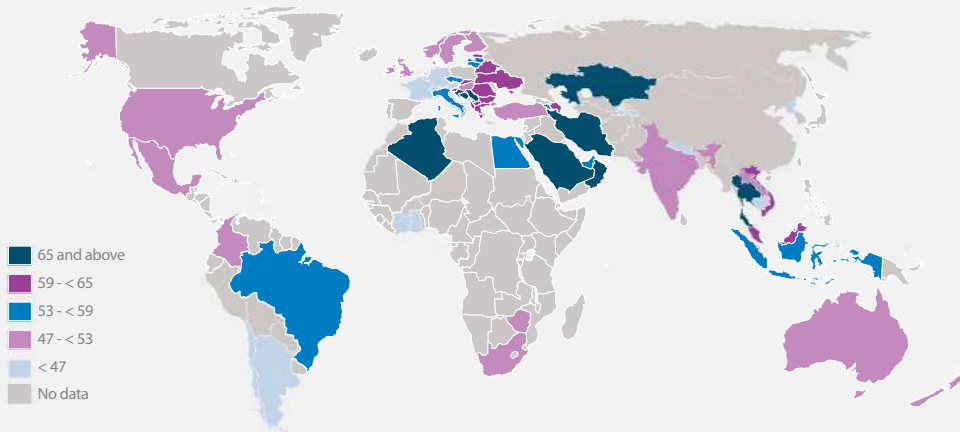 65 and above
59 - < 65
53 - < 59
47 - < 53
< 47
No data